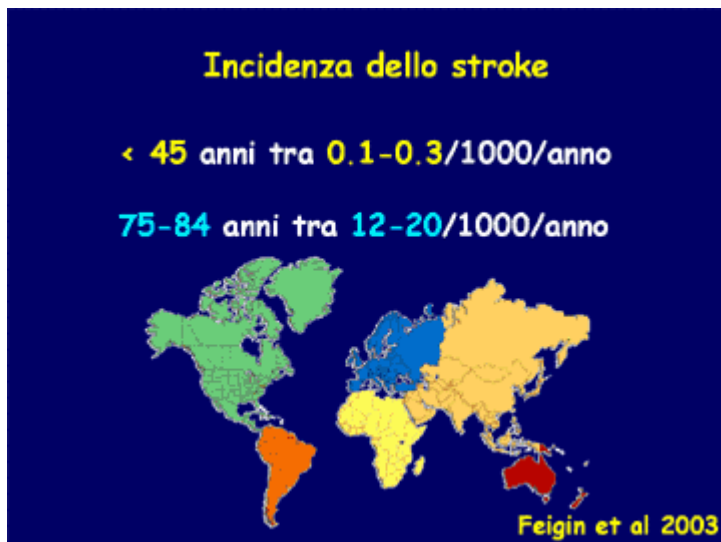 Incidenza dello stroke
< 45 anni tra 0.1-0.3/1000/anno
75-84 anni tra 12-20/1000/anno
Feigin et al 2003